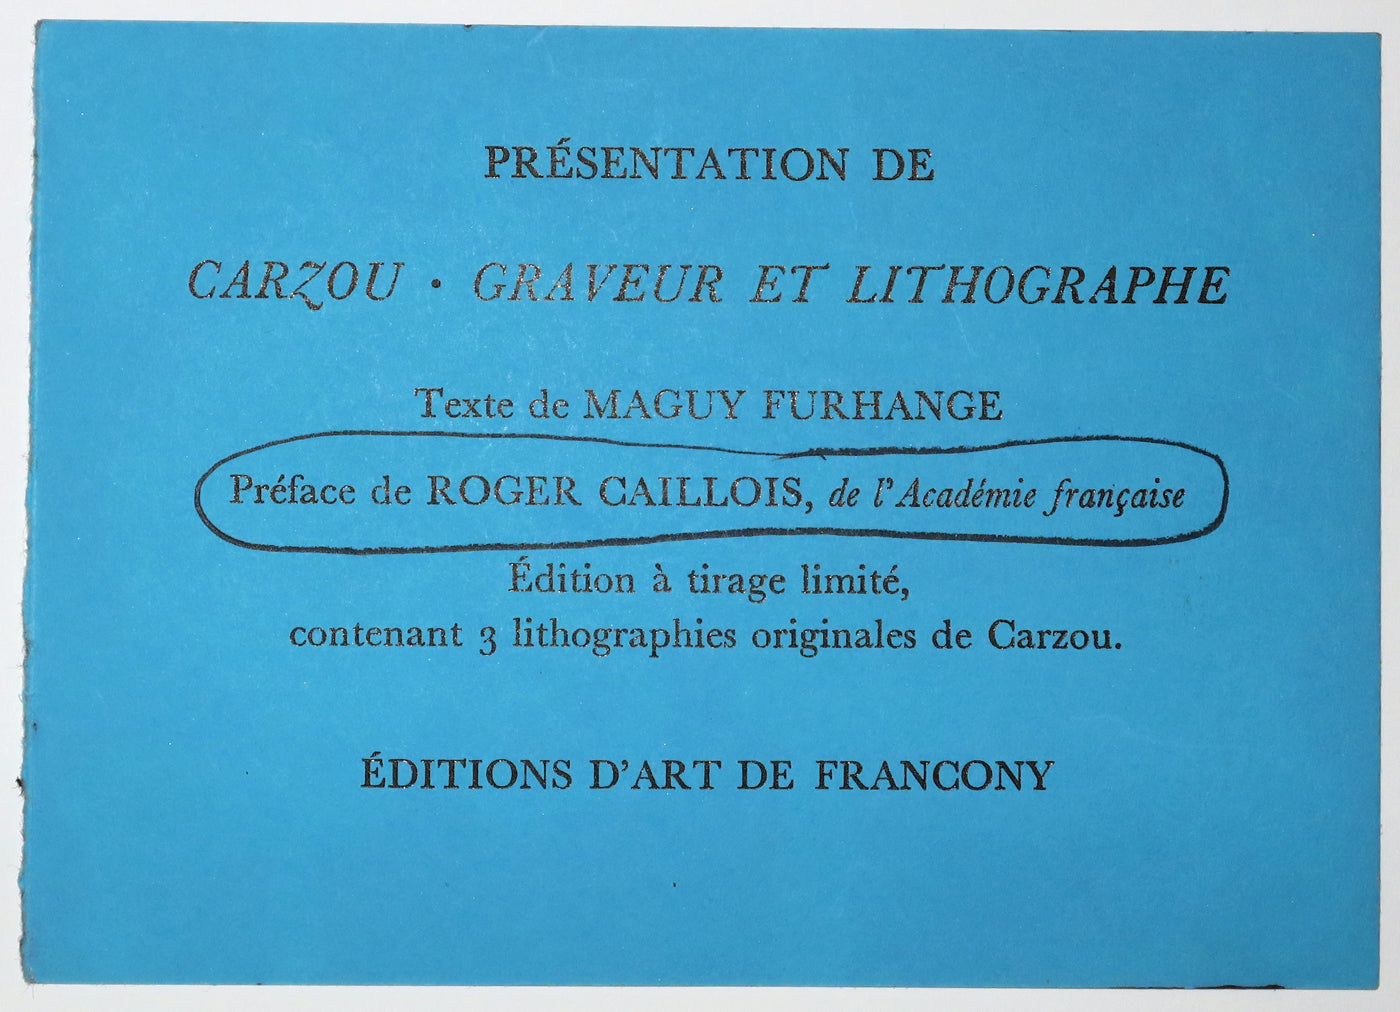 PRÉSENTATION DE
CARZOU · GRAVEUR ET LITHOGRAPHE
Texte de MAGUY FURHANGE
Préface de ROGER CAILLOIS, de l'Académie française
Édition à tirage limité,
contenant 3 lithographies originales de Carzou.
ÉDITIONS D'ART DE FRANCONY